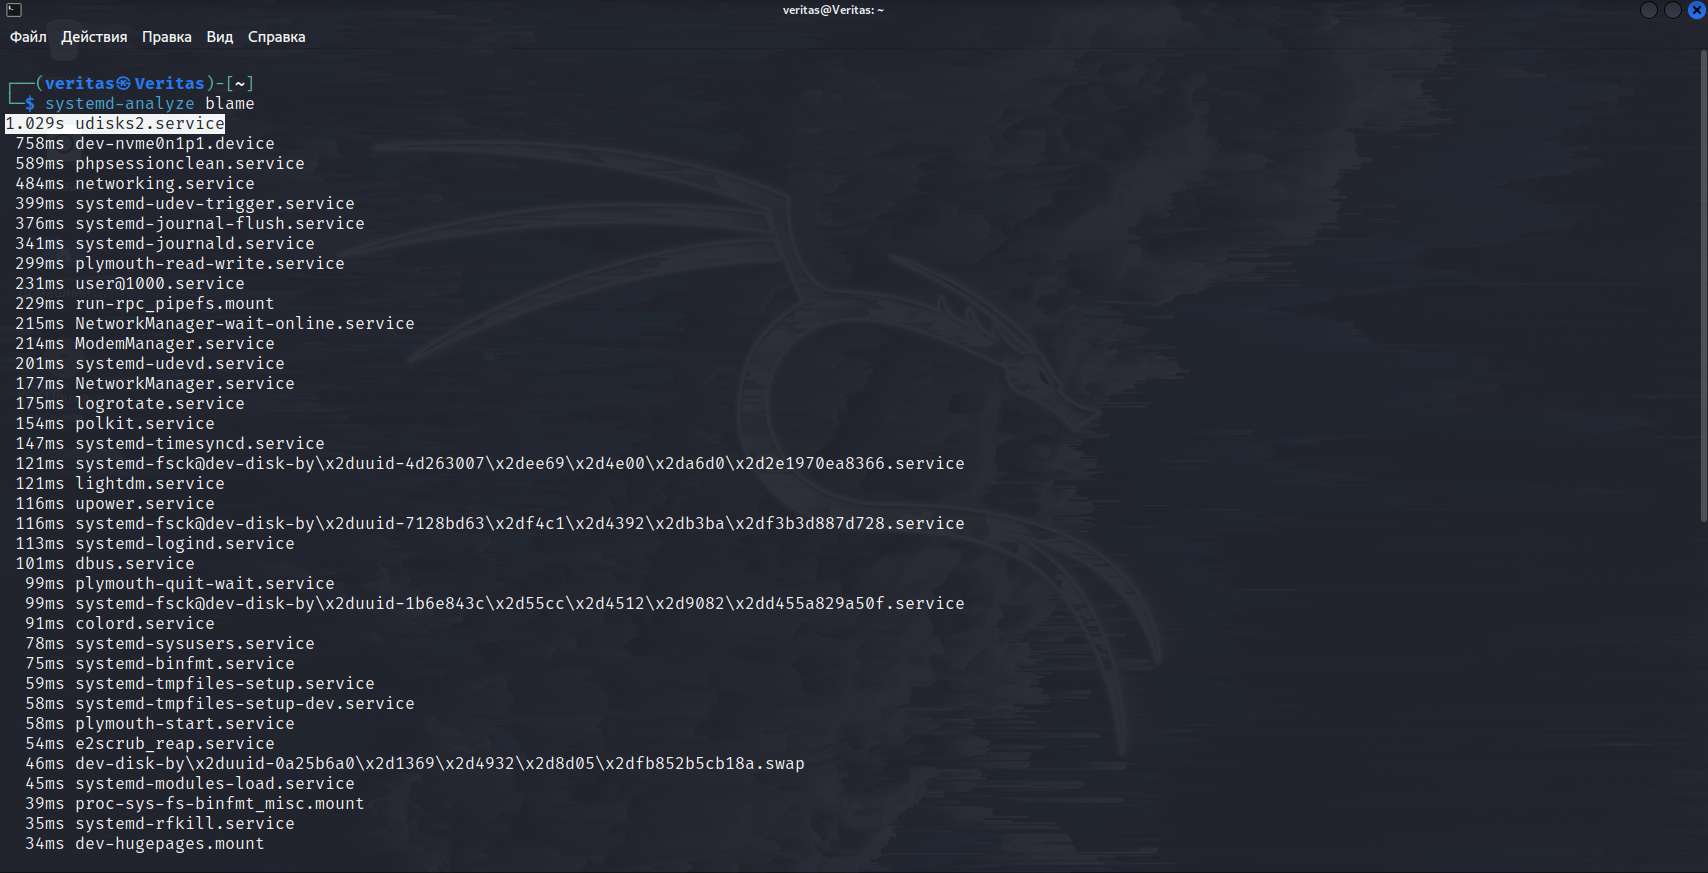 veritas@Veritas: ~
Файл Действия Правка Вид Справка
┌──(veritas㉿Veritas)-[~]
└─$ systemd-analyze blame
1.029s udisks2.service
758ms dev-nvme0n1p1.device
589ms phpsessionclean.service
484ms networking.service
399ms systemd-udev-trigger.service
376ms systemd-journal-flush.service
341ms systemd-journald.service
299ms plymouth-read-write.service
231ms user@1000.service
229ms run-rpc_pipefs.mount
215ms NetworkManager-wait-online.service
214ms ModemManager.service
201ms systemd-udevd.service
177ms NetworkManager.service
175ms logrotate.service
154ms polkit.service
147ms systemd-timesyncd.service
121ms systemd-fsck@dev-disk-by\x2duuid-4d263007\x2dee69\x2d4e00\x2da6d0\x2d2e1970ea8366.service
121ms lightdm.service
116ms upower.service
116ms systemd-fsck@dev-disk-by\x2duuid-7128bd63\x2df4c1\x2d4392\x2db3ba\x2df3b3d887d728.service
113ms systemd-logind.service
101ms dbus.service
99ms plymouth-quit-wait.service
99ms systemd-fsck@dev-disk-by\x2duuid-1b6e843c\x2d55cc\x2d4512\x2d9082\x2dd455a829a50f.service
91ms colord.service
78ms systemd-sysusers.service
75ms systemd-binfmt.service
59ms systemd-tmpfiles-setup.service
58ms systemd-tmpfiles-setup-dev.service
58ms plymouth-start.service
54ms e2scrub_reap.service
46ms dev-disk-by\x2duuid-0a25b6a0\x2d1369\x2d4932\x2d8d05\x2dfb852b5cb18a.swap
45ms systemd-modules-load.service
39ms proc-sys-fs-binfmt_misc.mount
35ms systemd-rfkill.service
34ms dev-hugepages.mount